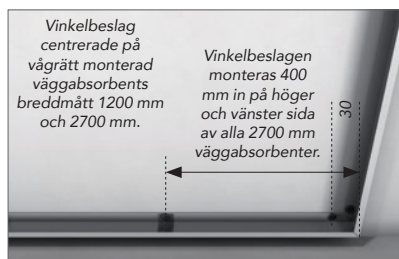 Vinkelbeslag
centrerade på
vågrätt monterad
väggabsorbents
breddmått 1200 mm
och 2700 mm.
Vinkelbeslagen
monteras 400
mm in på höger
och vänster sida
av alla 2700 mm
väggabsorbenter.
30